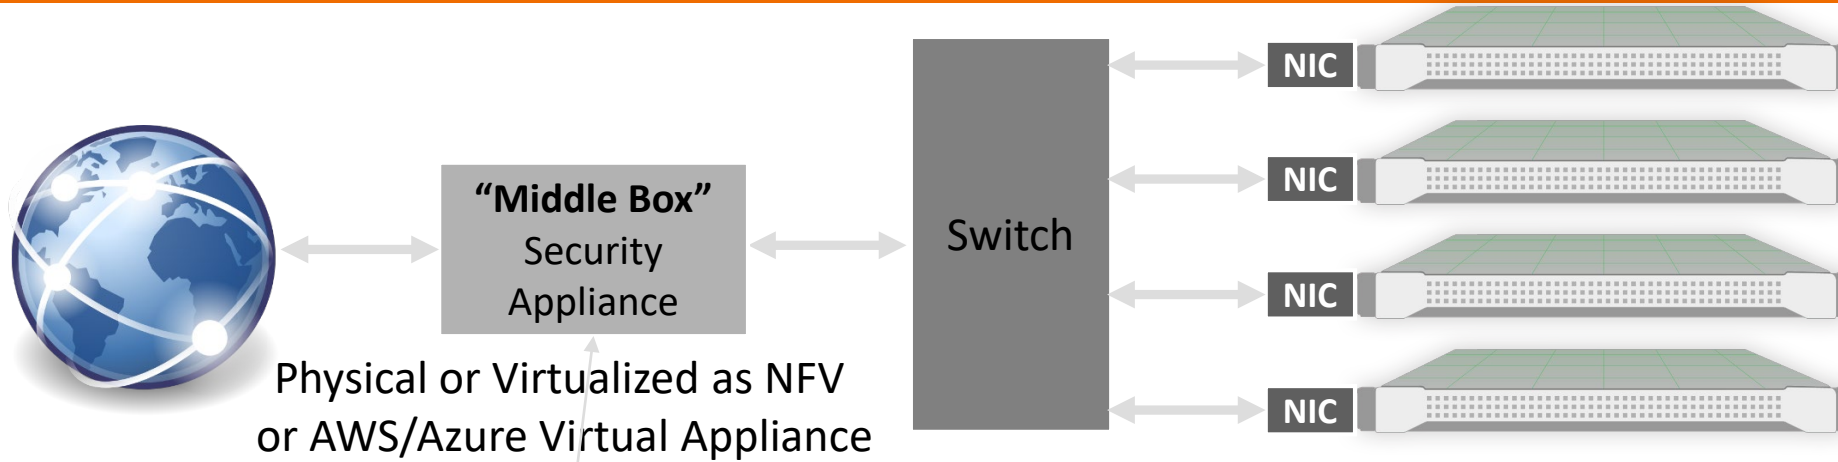 “Middle Box”
Security
Appliance
Physical or Virtualized as NFV
or AWS/Azure Virtual Appliance
Switch
NIC
NIC
NIC
NIC